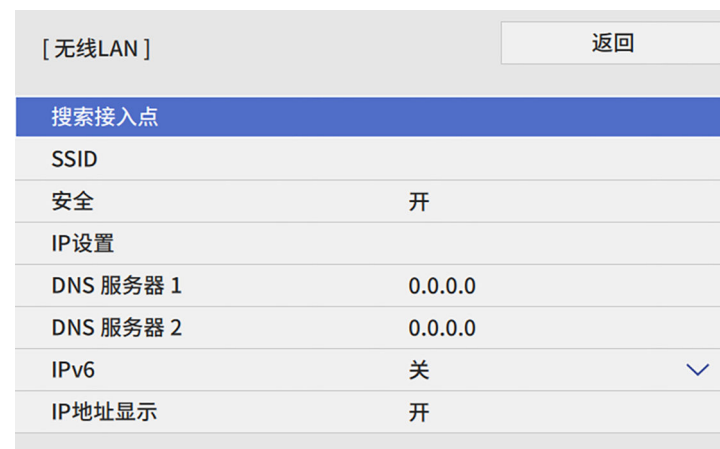 [ 无线LAN ]
返回
搜索接入点
SSID
安全 开
IP设置
DNS 服务器 1 0.0.0.0
DNS 服务器 2 0.0.0.0
IPv6 关
IP地址显示 开